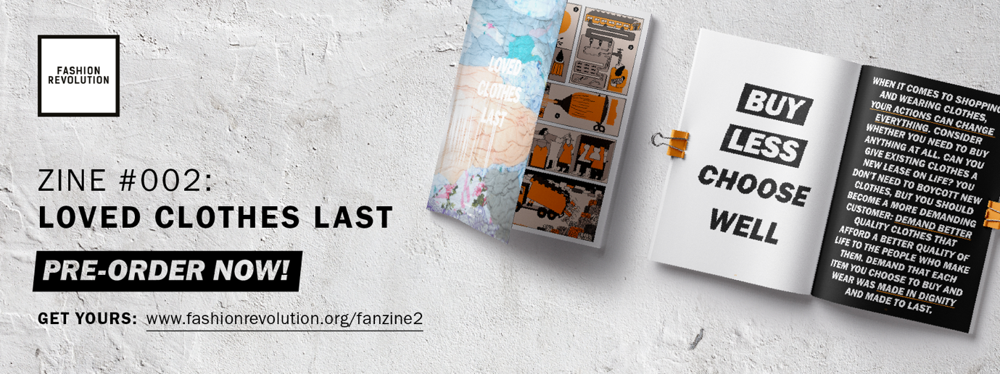 FASHION
REVOLUTION
ZINE #002:
LOVED CLOTHES LAST
PRE-ORDER NOW!
GET YOURS: www.fashionrevolution.org/fanzine2
LOVED
CLOTHES
LAST
BUY
LESS
CHOOSE
WELL
WHEN IT COMES TO SHOPPING
AND WEARING CLOTHES,
YOUR ACTIONS CAN CHANGE
EVERYTHING. CONSIDER
WHETHER YOU NEED TO BUY
ANYTHING AT ALL. CAN YOU
GIVE EXISTING CLOTHES A
NEW LEASE ON LIFE? YOU
DON'T NEED TO BOYCOTT NEW
CLOTHES, BUT YOU SHOULD
BECOME A MORE DEMANDING
CUSTOMER: DEMAND BETTER
QUALITY CLOTHES THAT
AFFORD A BETTER QUALITY OF
LIFE TO THE PEOPLE WHO MAKE
THEM. DEMAND THAT EACH
ITEM YOU CHOOSE TO BUY AND
WEAR WAS MADE IN DIGNITY
AND MADE TO LAST.